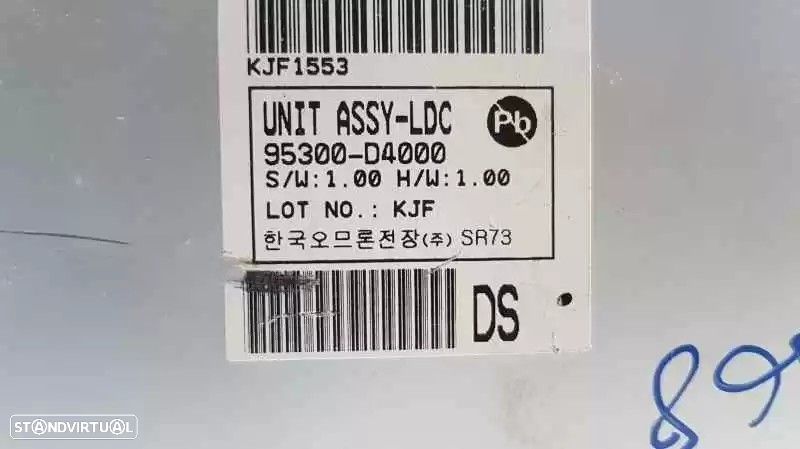 KJF1553
UNIT ASSY-LDC
Pb
95300-D4000
S/W:1.00 H/W:1.00
LOT NO.: KJF
한국오므론전장(주) SR73
DS
STANDVIRTUAL